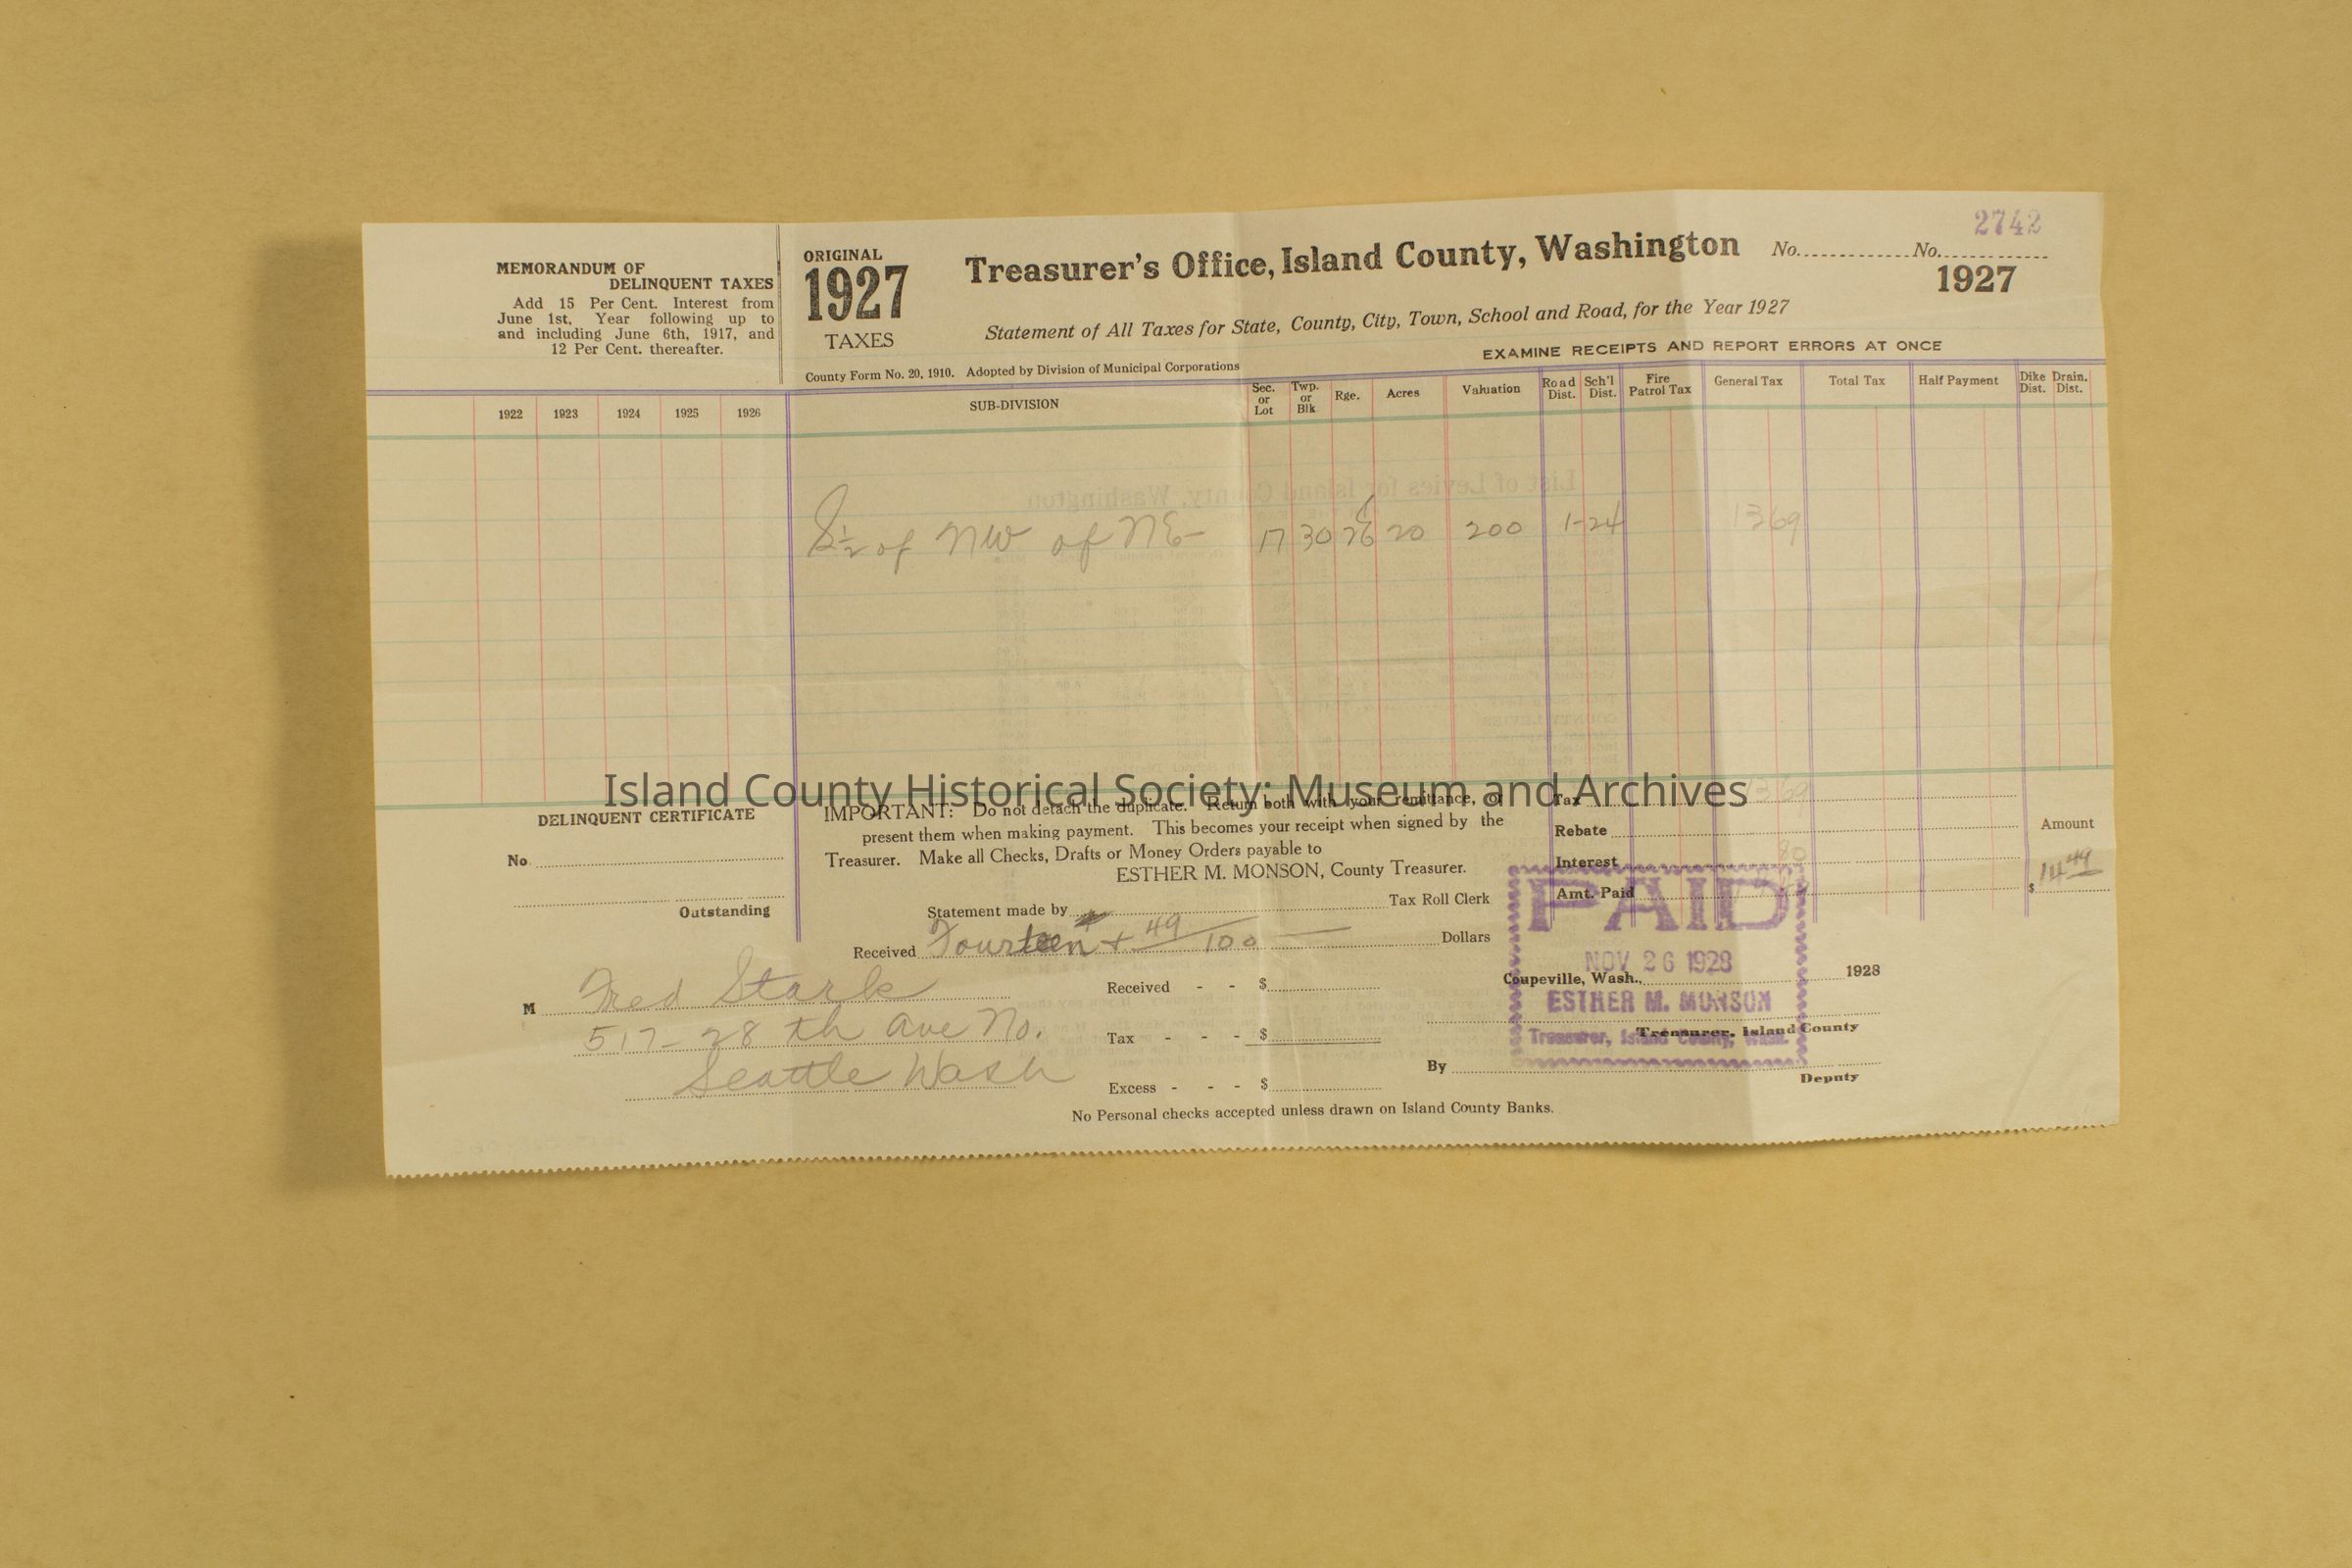 2742
MEMORANDUM OF
DELINQUENT TAXES
Add 15 Per Cent. Interest from
June 1st, Year following up to
and including June 6th, 1917, and
12 Per Cent. thereafter.
ORIGINAL
1927
TAXES
Treasurer's Office, Island County, Washington
No. No.
1927
Statement of All Taxes for State, County, City, Town, School and Road, for the Year 1927
EXAMINE RECEIPTS AND REPORT ERRORS AT ONCE
County Form No. 20, 1910. Adopted by Division of Municipal Corporations
1922 1923 1924 1925 1926 SUB-DIVISION Sec. or Lot Twp. or Blk Rge. Acres Valuation Road Dist. Sch'l Dist. Fire Patrol Tax General Tax Total Tax Half Payment Dike Dist. Drain. Dist.
List of Levies for Island County, Washington
S½ of NW of NE- 17 30 26 20 200 1-24 1369
Island County Historical Society: Museum and Archives
DELINQUENT CERTIFICATE
No.
Outstanding
IMPORTANT: Do not detach the duplicate. Return both with your remittance, or
present them when making payment. This becomes your receipt when signed by the
Treasurer. Make all Checks, Drafts or Money Orders payable to
ESTHER M. MONSON, County Treasurer.
Statement made by Tax Roll Clerk
Received Fourteen + 49/100 Dollars
Tax 1369
Rebate
Interest 80
Amt. Paid
Amount
$ 14 49
PAID
NOV 26 1928
Coupeville, Wash., 1928
ESTHER M. MONSON
Treasurer, Island County, Wash.
Treasurer, Island County
By
Deputy
M Fred Stark
517- 28 th ave No.
Seattle Wash
Received - - $
Tax - - - $
Excess - - - $
No Personal checks accepted unless drawn on Island County Banks.